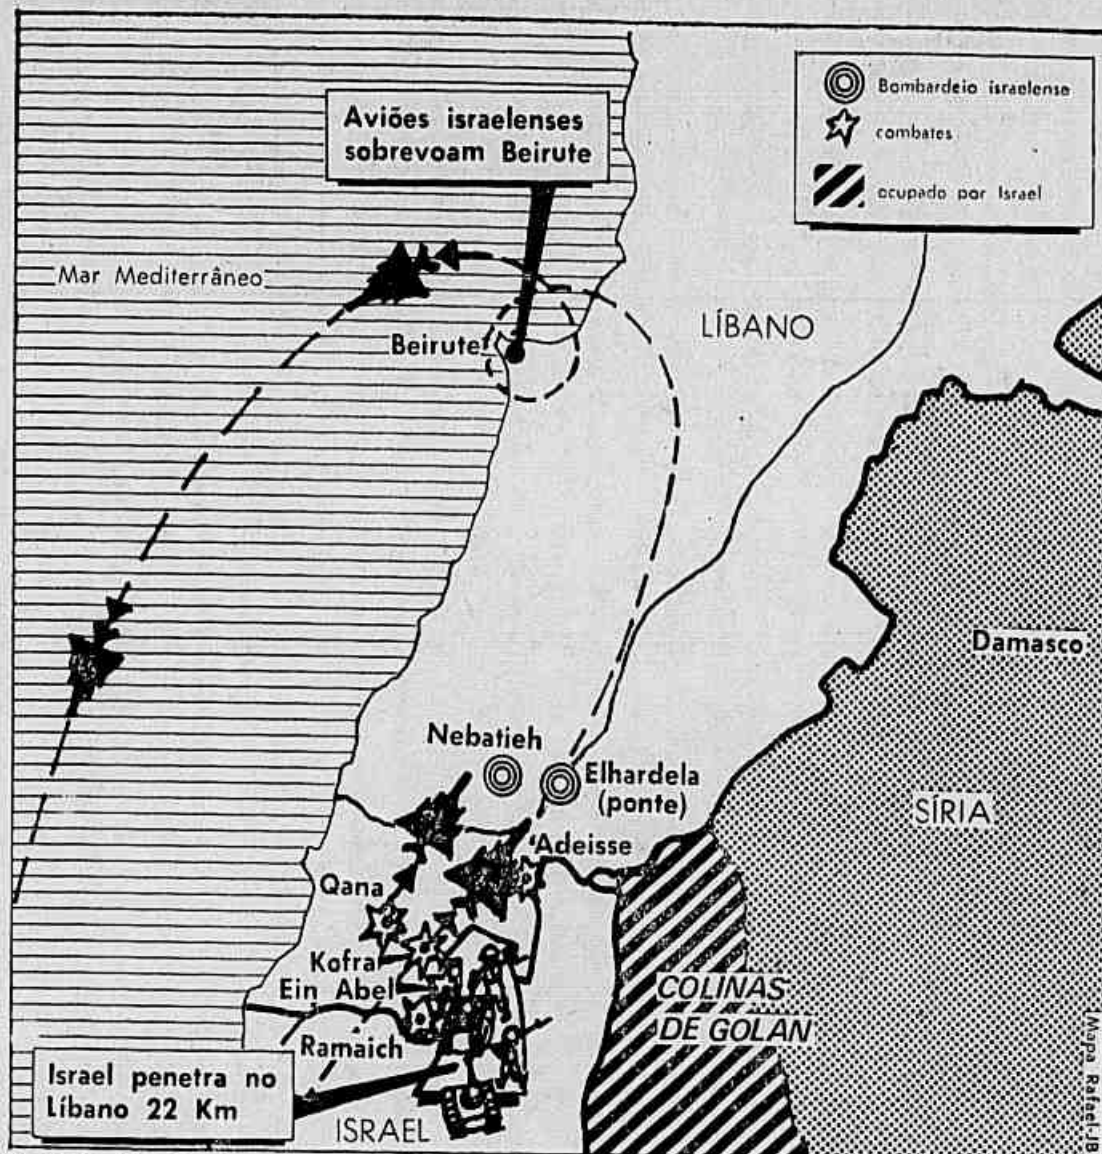 Bombardeio israelense
combates
ocupado por Israel
Aviões israelenses
sobrevoam Beirute
Mar Mediterrâneo
Beirute
LÍBANO
Damasco
Nebatieh
Elhardela
(ponte)
SÍRIA
'Adeisse
Qana
Kofra
Ein Abel
Ramaich
COLINAS
DE GOLAN
Israel penetra no
Líbano 22 Km
ISRAEL
Mapa Rafael JB